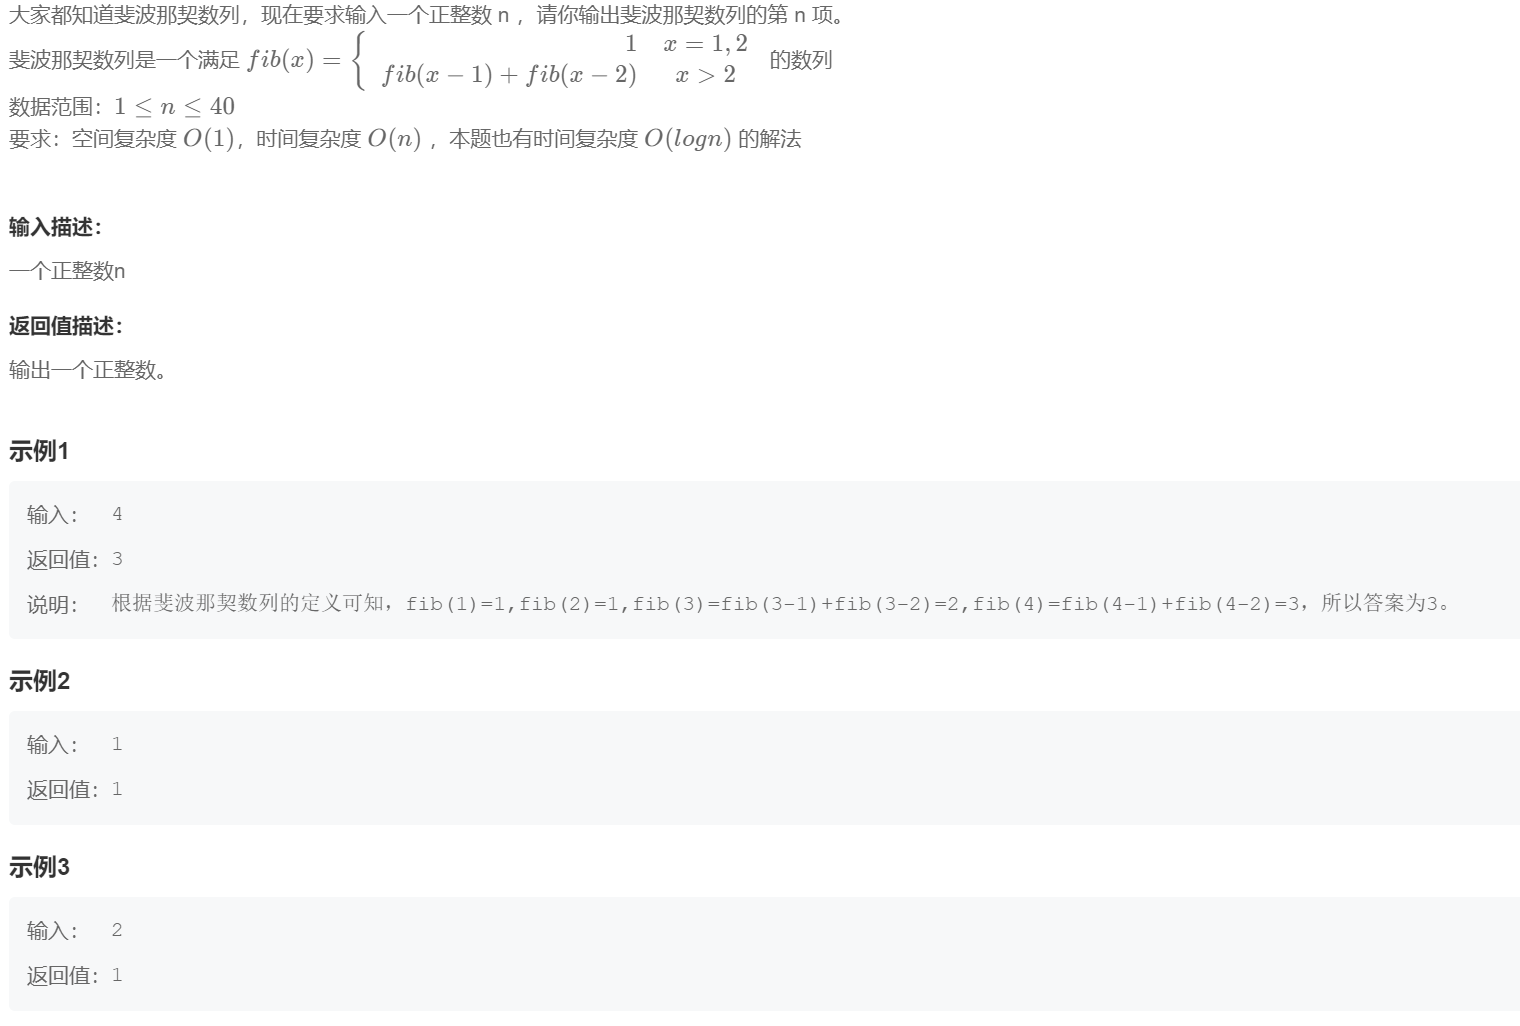 大家都知道斐波那契数列，现在要求输入一个正整数 n ，请你输出斐波那契数列的第 n 项。
斐波那契数列是一个满足 fib(x) = { 1 x = 1, 2 的数列
fib(x − 1) + fib(x − 2) x > 2
数据范围：1 ≤ n ≤ 40
要求：空间复杂度 O(1)，时间复杂度 O(n) ，本题也有时间复杂度 O(logn) 的解法
输入描述：
一个正整数n
返回值描述：
输出一个正整数。
示例1
输入： 4
返回值： 3
说明： 根据斐波那契数列的定义可知，fib(1)=1,fib(2)=1,fib(3)=fib(3-1)+fib(3-2)=2,fib(4)=fib(4-1)+fib(4-2)=3，所以答案为3。
示例2
输入： 1
返回值： 1
示例3
输入： 2
返回值： 1